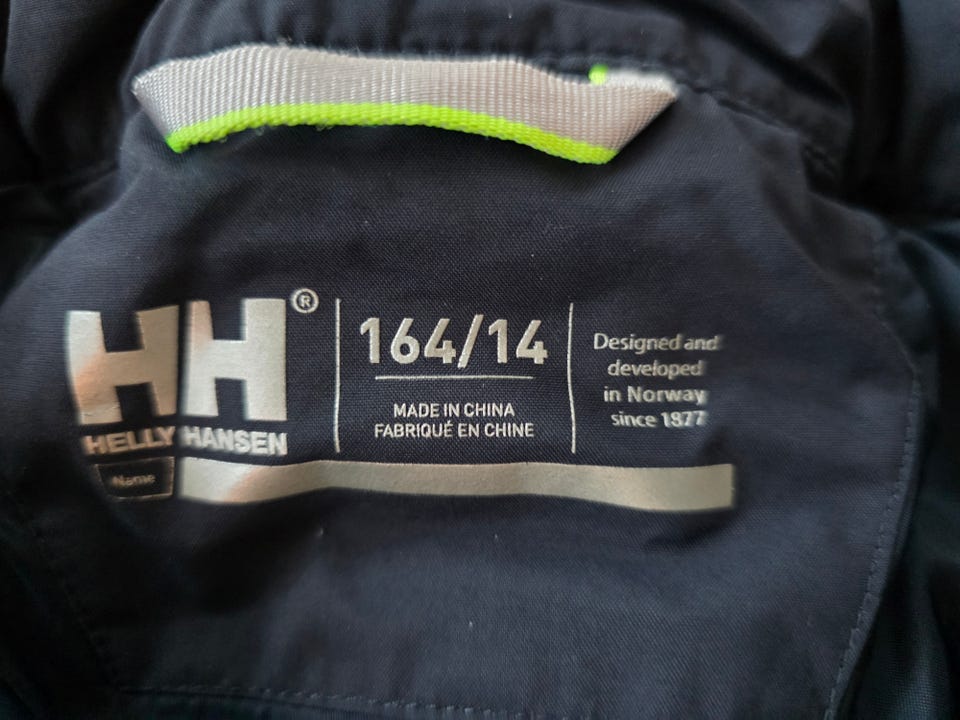 HH®
HELLY HANSEN
Name
164/14
MADE IN CHINA
FABRIQUÉ EN CHINE
Designed and
developed
in Norway
since 1877